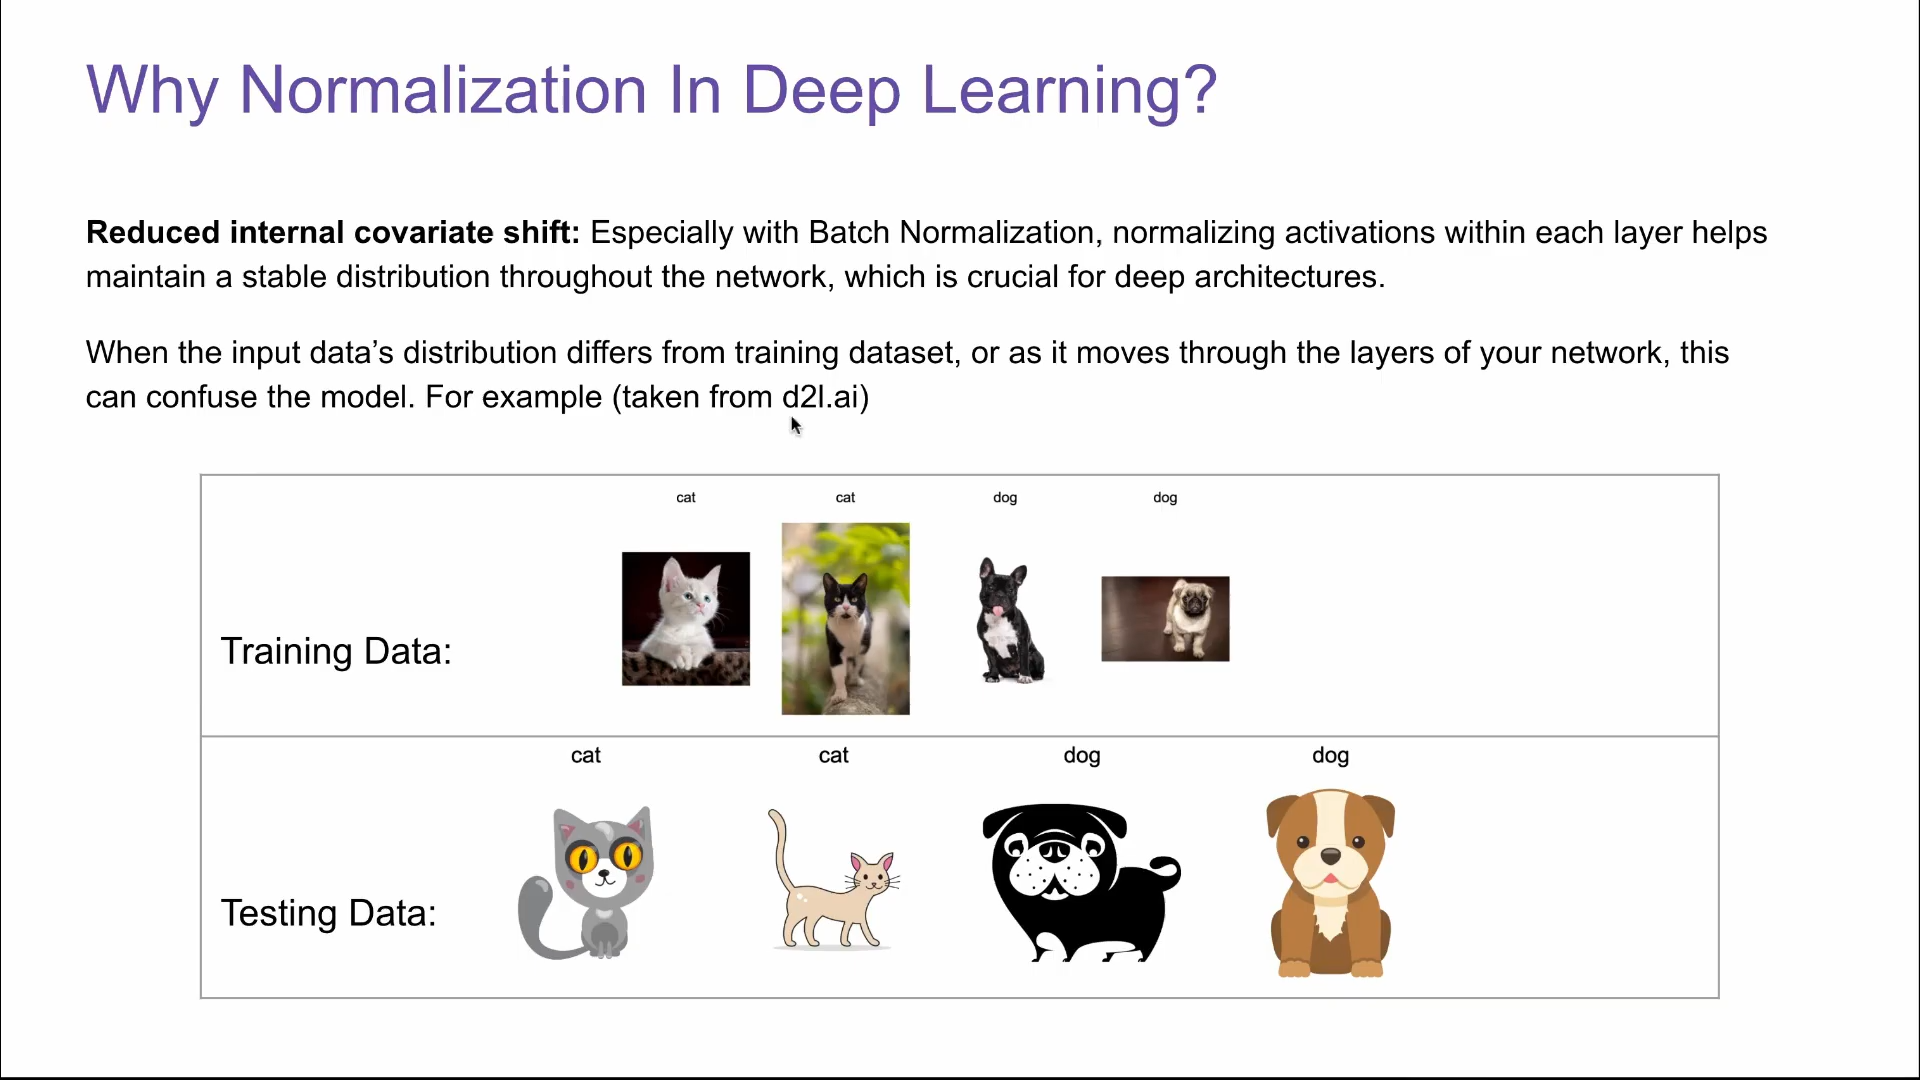 Why Normalization In Deep Learning?
Reduced internal covariate shift: Especially with Batch Normalization, normalizing activations within each layer helps
maintain a stable distribution throughout the network, which is crucial for deep architectures.
When the input data’s distribution differs from training dataset, or as it moves through the layers of your network, this
can confuse the model. For example (taken from d2l.ai)
cat cat dog dog
Training Data:
cat cat dog dog
Testing Data: